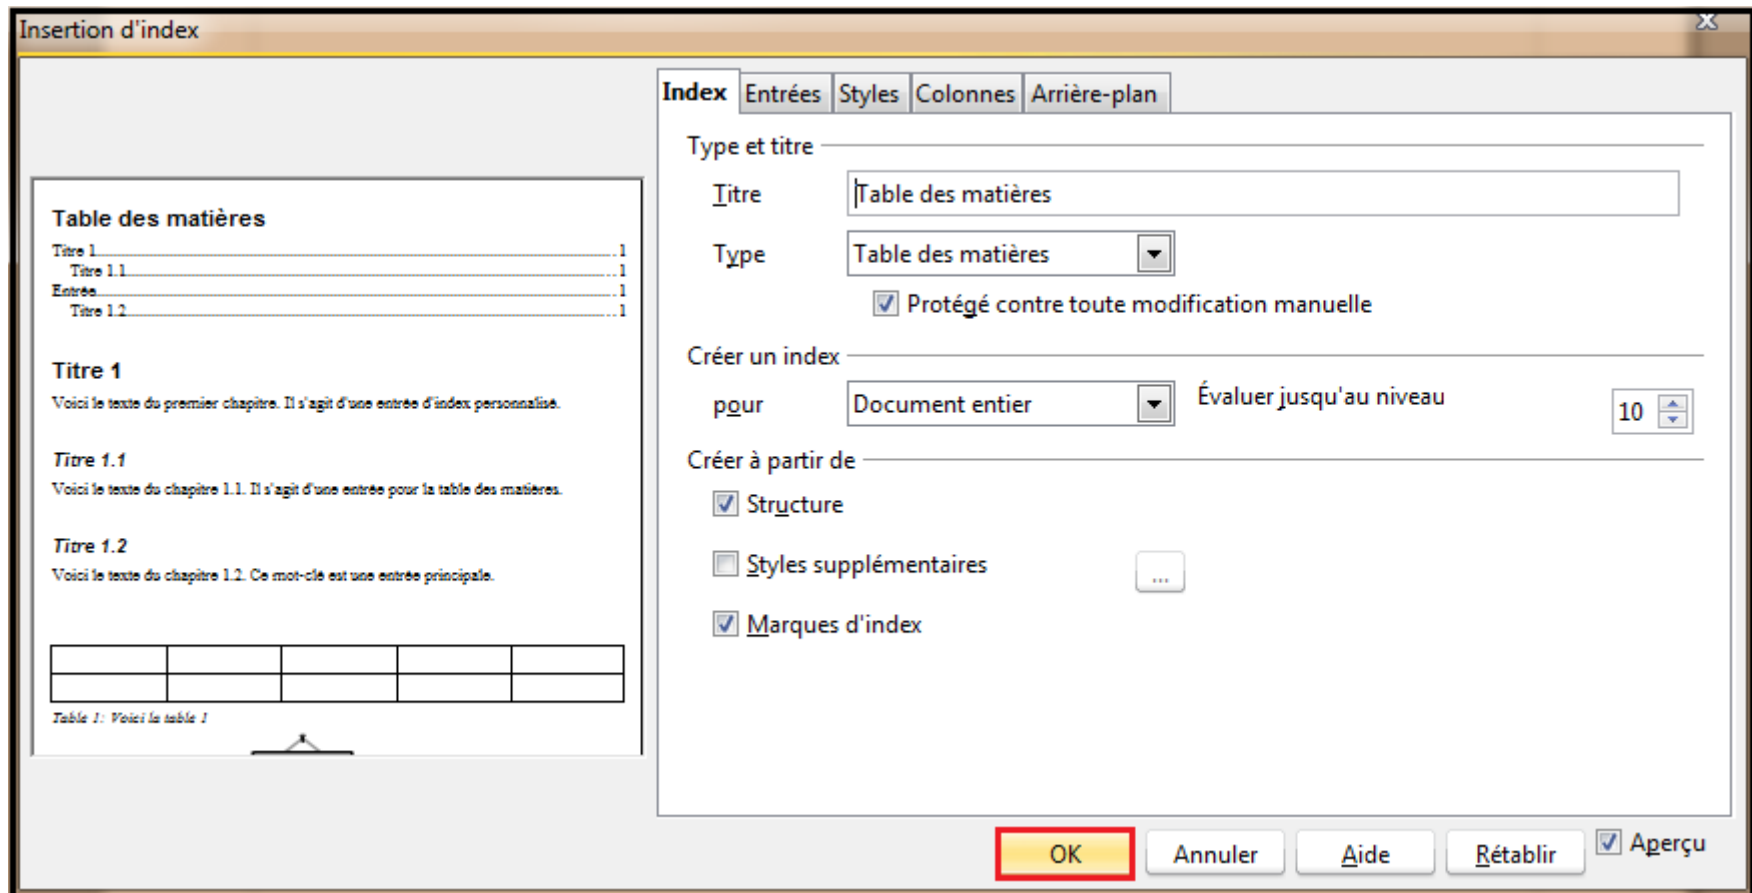 Insertion d'index
Index Entrées Styles Colonnes Arrière-plan
Type et titre
Titre Table des matières
Type Table des matières
Protégé contre toute modification manuelle
Créer un index
pour Document entier Évaluer jusqu'au niveau 10
Créer à partir de
Structure
Styles supplémentaires ...
Marques d'index
Table des matières
Titre 1 1
Titre 1.1 1
Entrée 1
Titre 1.2 1
Titre 1
Voici le texte du premier chapitre. Il s'agit d'une entrée d'index personnalisé.
Titre 1.1
Voici le texte du chapitre 1.1. Il s'agit d'une entrée pour la table des matières.
Titre 1.2
Voici le texte du chapitre 1.2. Ce mot-clé est une entrée principale.
Table 1: Voici la table 1
OK Annuler Aide Rétablir Aperçu